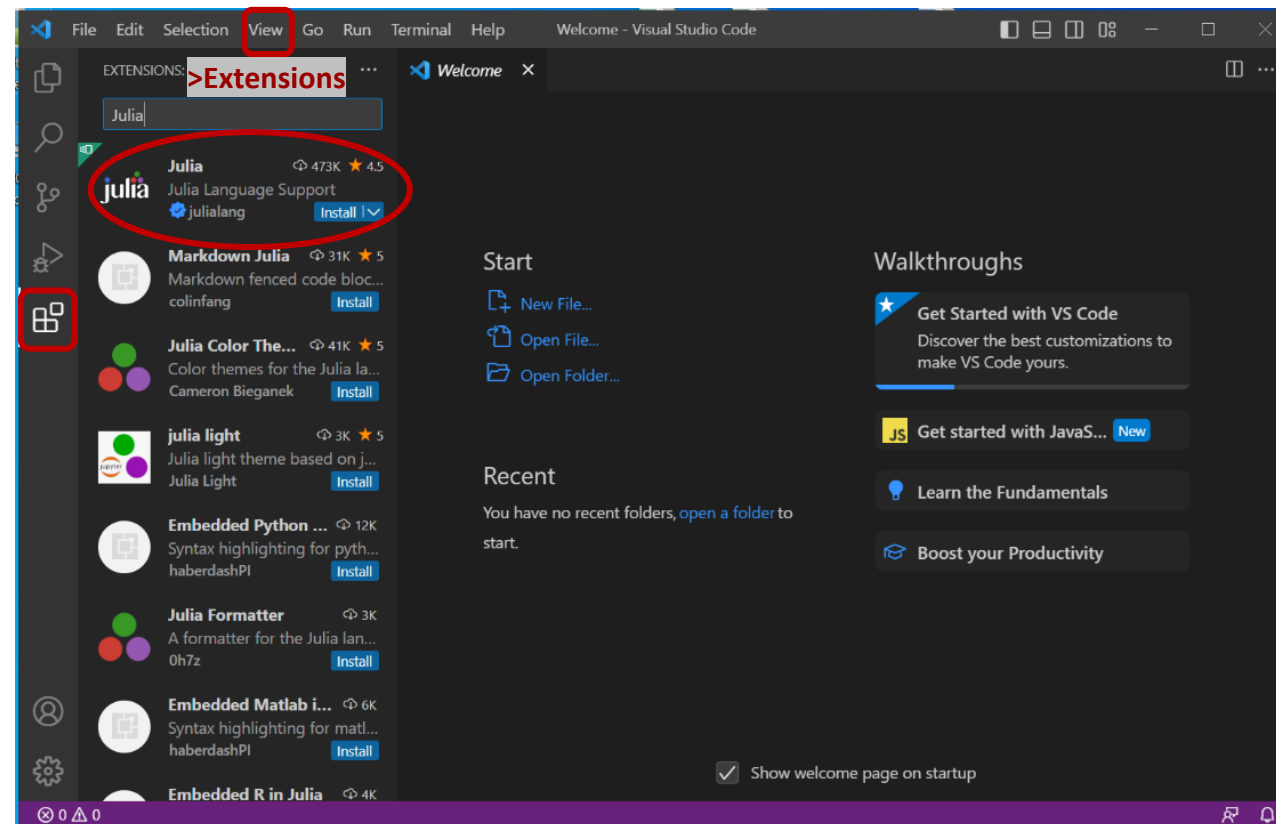 File Edit Selection View Go Run Terminal Help Welcome - Visual Studio Code
EXTENSIONS: >Extensions ...
Welcome
Julia
julia
Julia 473K ★ 4.5
Julia Language Support
julialang Install
Markdown Julia 31K ★ 5
Markdown fenced code bloc...
colinfang Install
Julia Color The... 41K ★ 5
Color themes for the Julia la...
Cameron Bieganek Install
jupyter
julia light 3K ★ 5
Julia light theme based on j...
Julia Light Install
Embedded Python ... 12K
Syntax highlighting for pyth...
haberdashPI Install
Julia Formatter 3K
A formatter for the Julia lan...
0h7z Install
Embedded Matlab i... 6K
Syntax highlighting for matl...
haberdashPI Install
Embedded R in Julia 4K
Start
New File...
Open File...
Open Folder...
Recent
You have no recent folders, open a folder to
start.
Walkthroughs
Get Started with VS Code
Discover the best customizations to
make VS Code yours.
JS Get started with JavaS... New
Learn the Fundamentals
Boost your Productivity
Show welcome page on startup
0 0